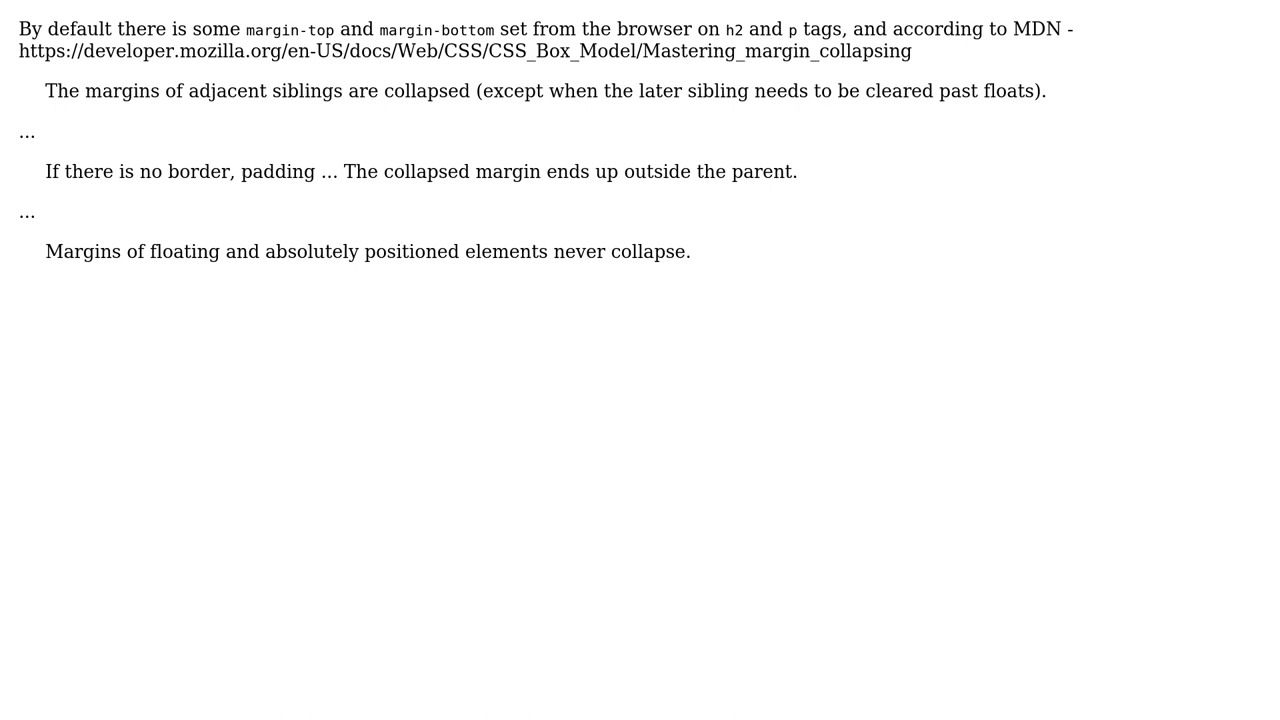 By default there is some margin-top and margin-bottom set from the browser on h2 and p tags, and according to MDN -
https://developer.mozilla.org/en-US/docs/Web/CSS/CSS_Box_Model/Mastering_margin_collapsing
The margins of adjacent siblings are collapsed (except when the later sibling needs to be cleared past floats).
...
If there is no border, padding ... The collapsed margin ends up outside the parent.
...
Margins of floating and absolutely positioned elements never collapse.